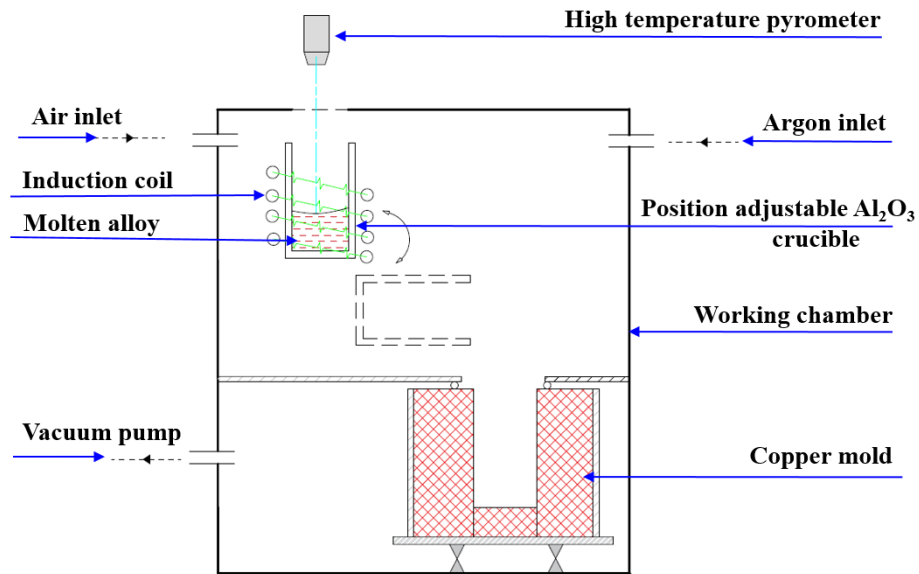 High temperature pyrometer
Air inlet
Argon inlet
Induction coil
Molten alloy
Position adjustable Al₂O₃
crucible
Working chamber
Vacuum pump
Copper mold